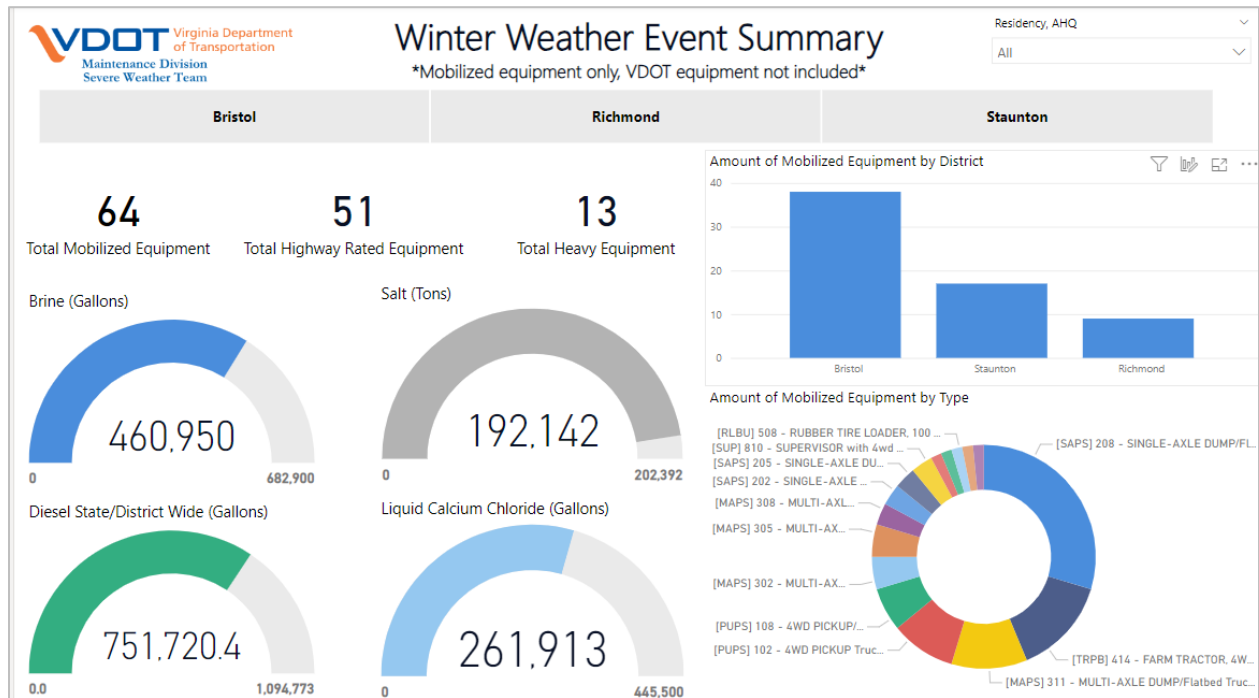 VDOT Virginia Department
of Transportation
Maintenance Division
Severe Weather Team
Winter Weather Event Summary
*Mobilized equipment only, VDOT equipment not included*
Residency, AHQ
All
Bristol
Richmond
Staunton
64
Total Mobilized Equipment
51
Total Highway Rated Equipment
13
Total Heavy Equipment
Amount of Mobilized Equipment by District
40
30
20
10
0
Bristol
Staunton
Richmond
Brine (Gallons)
460,950
0
682,900
Salt (Tons)
192,142
0
202,392
Diesel State/District Wide (Gallons)
751,720.4
0.0
1,094,773
Liquid Calcium Chloride (Gallons)
261,913
0
445,500
Amount of Mobilized Equipment by Type
[RLBU] 508 - RUBBER TIRE LOADER, 100 ...
[SUP] 810 - SUPERVISOR with 4wd ...
[SAPS] 205 - SINGLE-AXLE DU...
[SAPS] 202 - SINGLE-AXLE ...
[MAPS] 308 - MULTI-AXL...
[MAPS] 305 - MULTI-AX...
[MAPS] 302 - MULTI-AX...
[PUPS] 108 - 4WD PICKUP/...
[PUPS] 102 - 4WD PICKUP Truc...
[SAPS] 208 - SINGLE-AXLE DUMP/FL...
[TRPB] 414 - FARM TRACTOR, 4W...
[MAPS] 311 - MULTI-AXLE DUMP/Flatbed Truc...